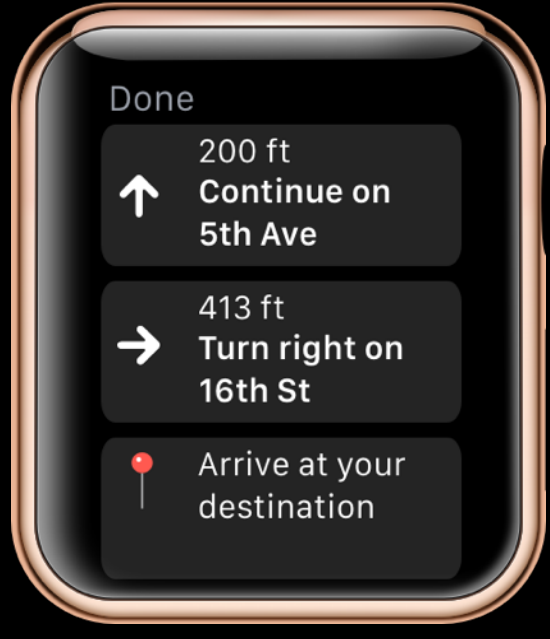 Done
200 ft
Continue on
5th Ave
413 ft
Turn right on
16th St
Arrive at your
destination